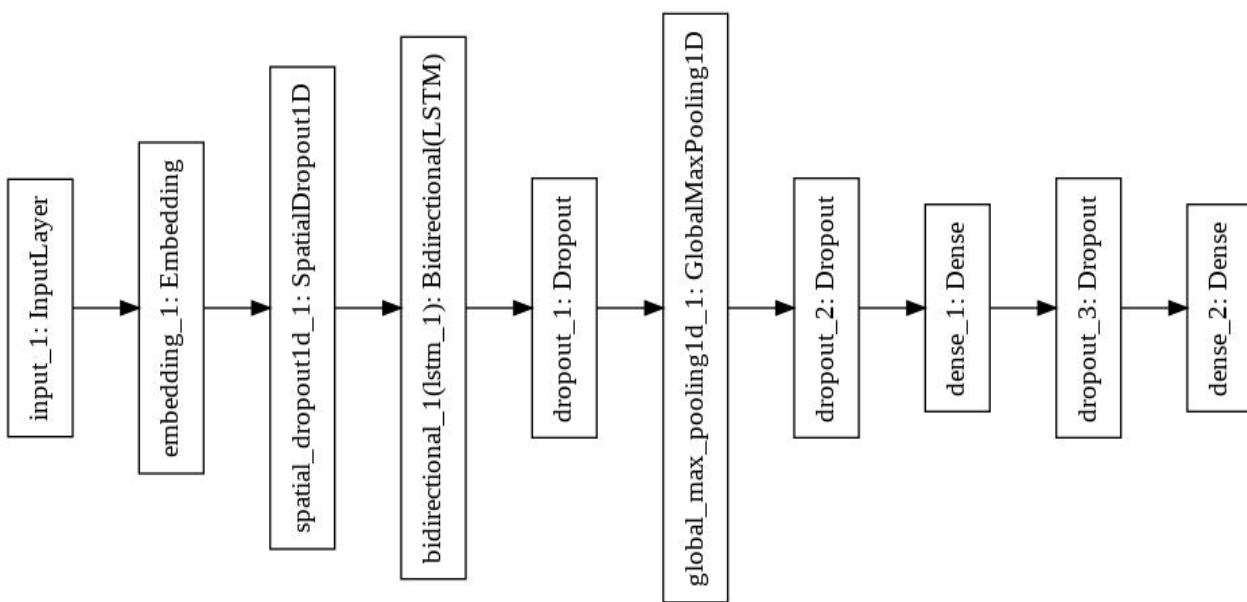 input_1: InputLayer
embedding_1: Embedding
spatial_dropout1d_1: SpatialDropout1D
bidirectional_1(lstm_1): Bidirectional(LSTM)
dropout_1: Dropout
global_max_pooling1d_1: GlobalMaxPooling1D
dropout_2: Dropout
dense_1: Dense
dropout_3: Dropout
dense_2: Dense